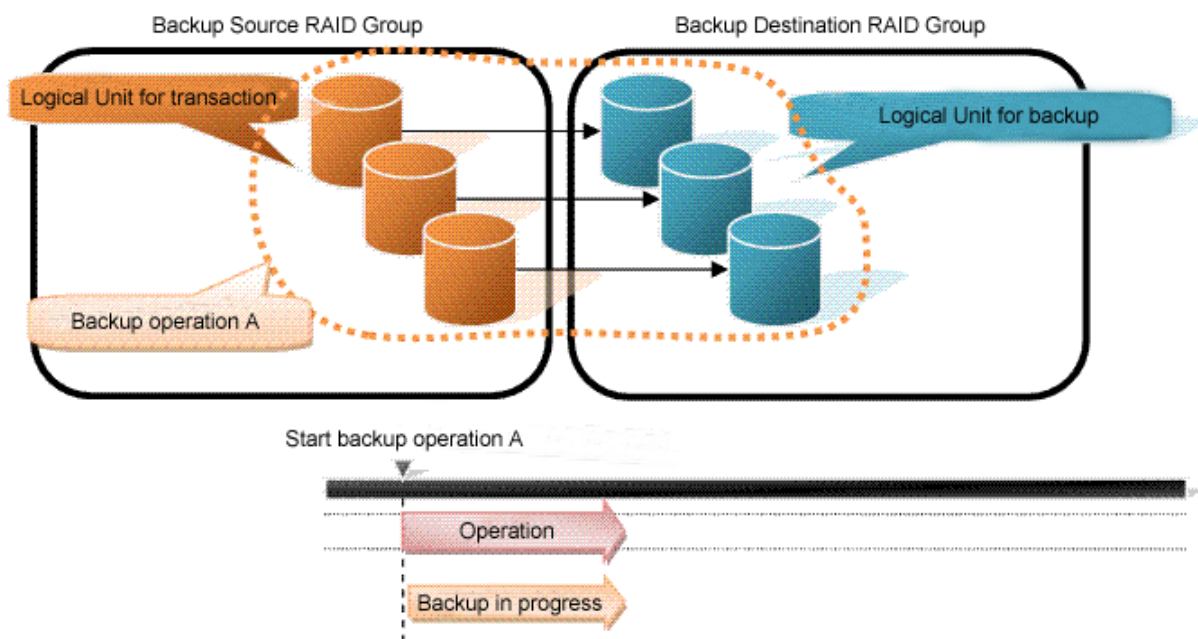 Backup Source RAID Group
Backup Destination RAID Group
Logical Unit for transaction
Logical Unit for backup
Backup operation A
Start backup operation A
Operation
Backup in progress